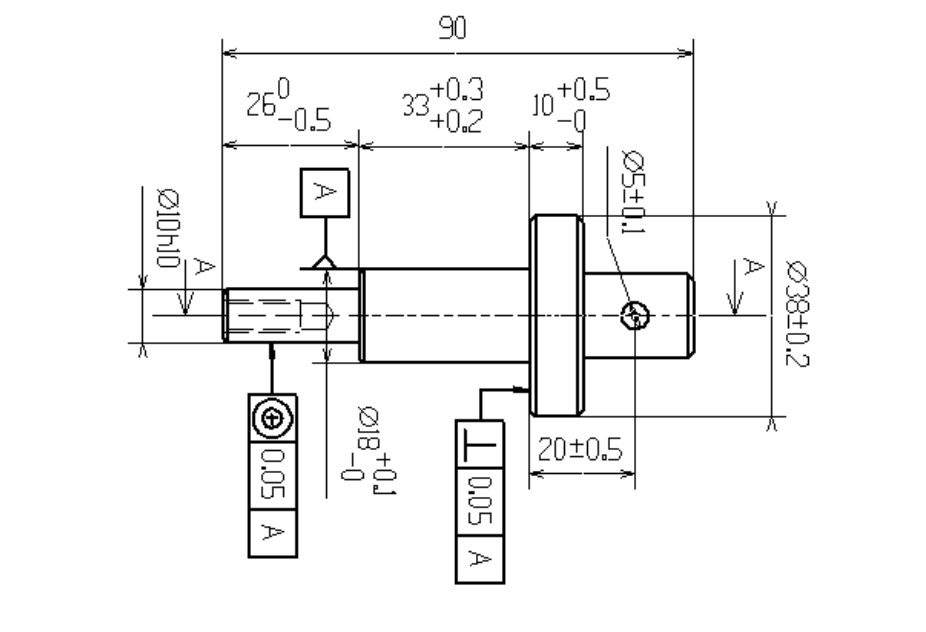 90
26 0 -0.5
33 +0.3 +0.2
10 +0.5 -0
Ø5±0.1
A
Ø10h10
A
A
Ø38±0.2
Ø18 +0.1 -0
20±0.5
0.05
A
0.05
A